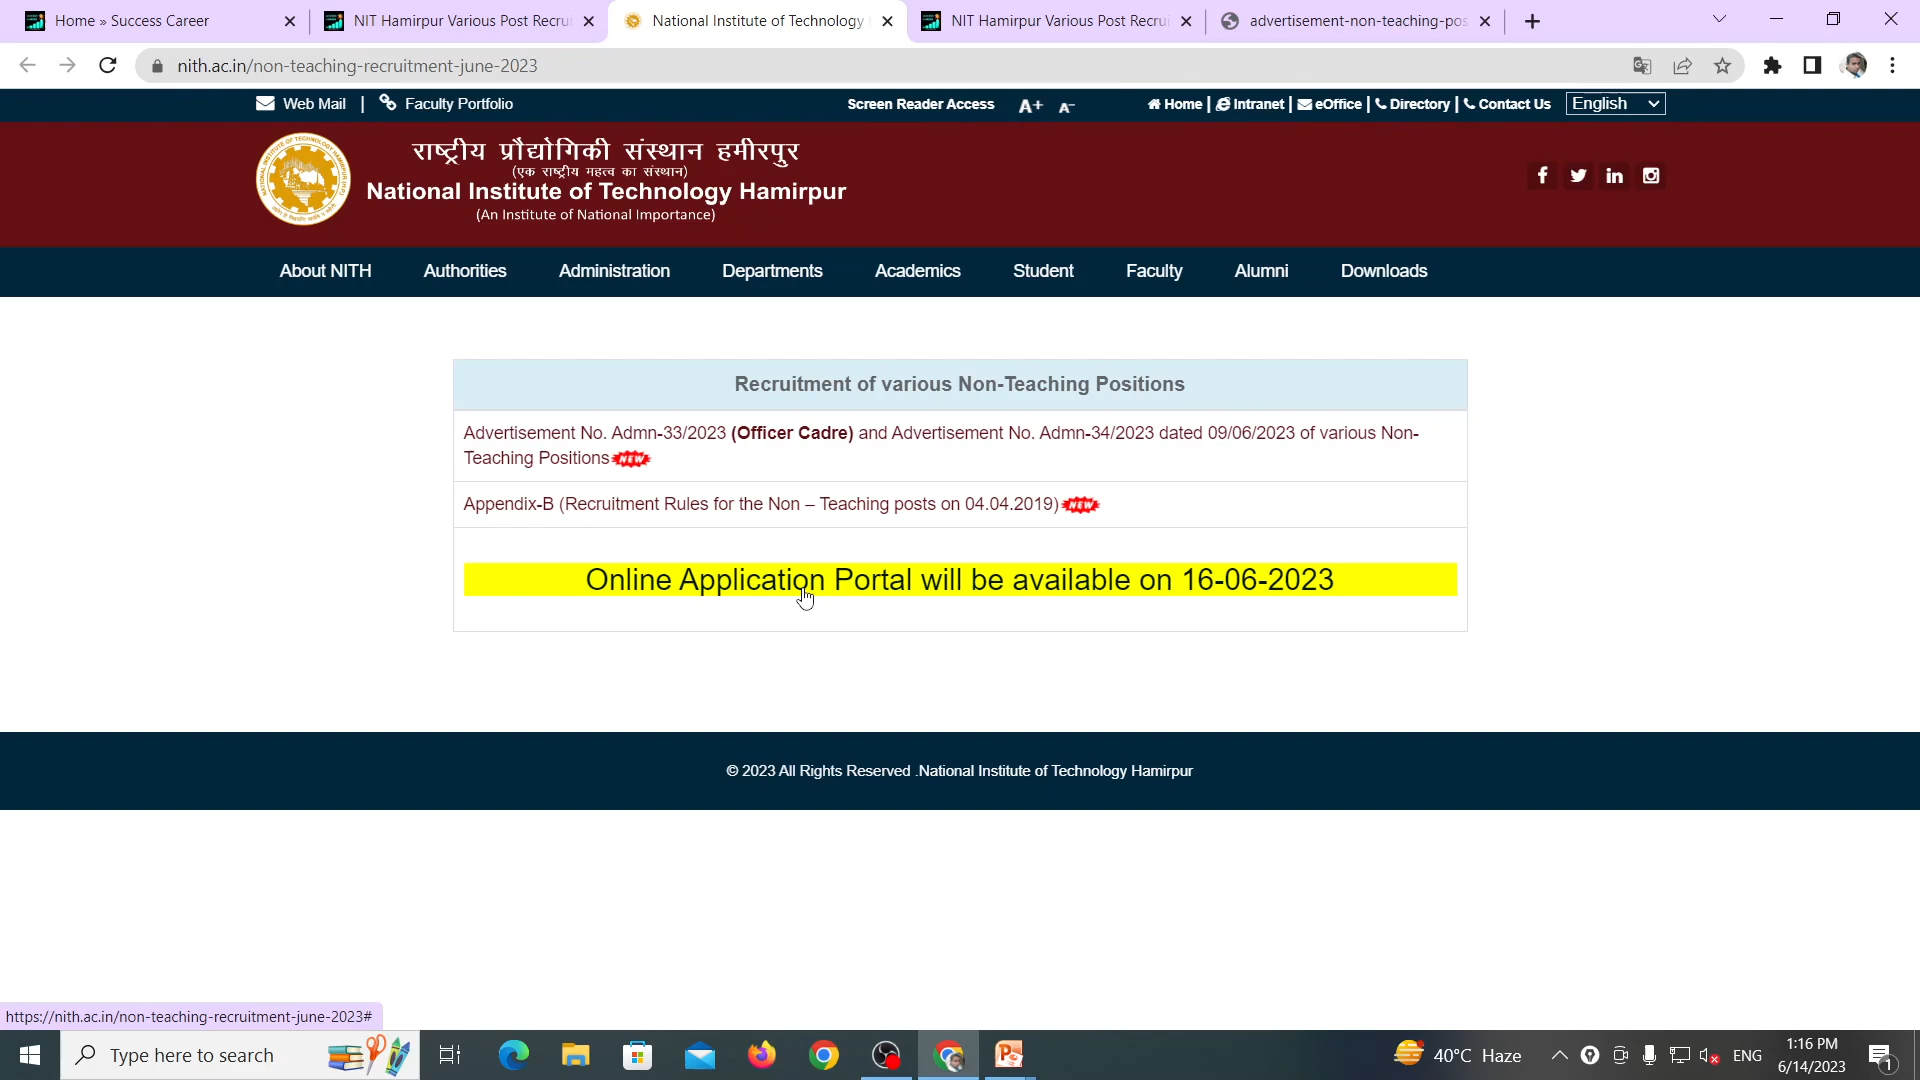 Home » Success Career
NIT Hamirpur Various Post Recru
National Institute of Technology
NIT Hamirpur Various Post Recru
advertisement-non-teaching-pos
nith.ac.in/non-teaching-recruitment-june-2023
Web Mail | Faculty Portfolio
Screen Reader Access A+ A-
Home | Intranet | eOffice | Directory | Contact Us
English
राष्ट्रीय प्रौद्योगिकी संस्थान हमीरपुर
(एक राष्ट्रीय महत्व का संस्थान)
National Institute of Technology Hamirpur
(An Institute of National Importance)
About NITH Authorities Administration Departments Academics Student Faculty Alumni Downloads
Recruitment of various Non-Teaching Positions
Advertisement No. Admn-33/2023 (Officer Cadre) and Advertisement No. Admn-34/2023 dated 09/06/2023 of various Non-
Teaching Positions NEW
Appendix-B (Recruitment Rules for the Non – Teaching posts on 04.04.2019) NEW
Online Application Portal will be available on 16-06-2023
© 2023 All Rights Reserved .National Institute of Technology Hamirpur
https://nith.ac.in/non-teaching-recruitment-june-2023#
Type here to search
40°C Haze
ENG
1:16 PM
6/14/2023
1